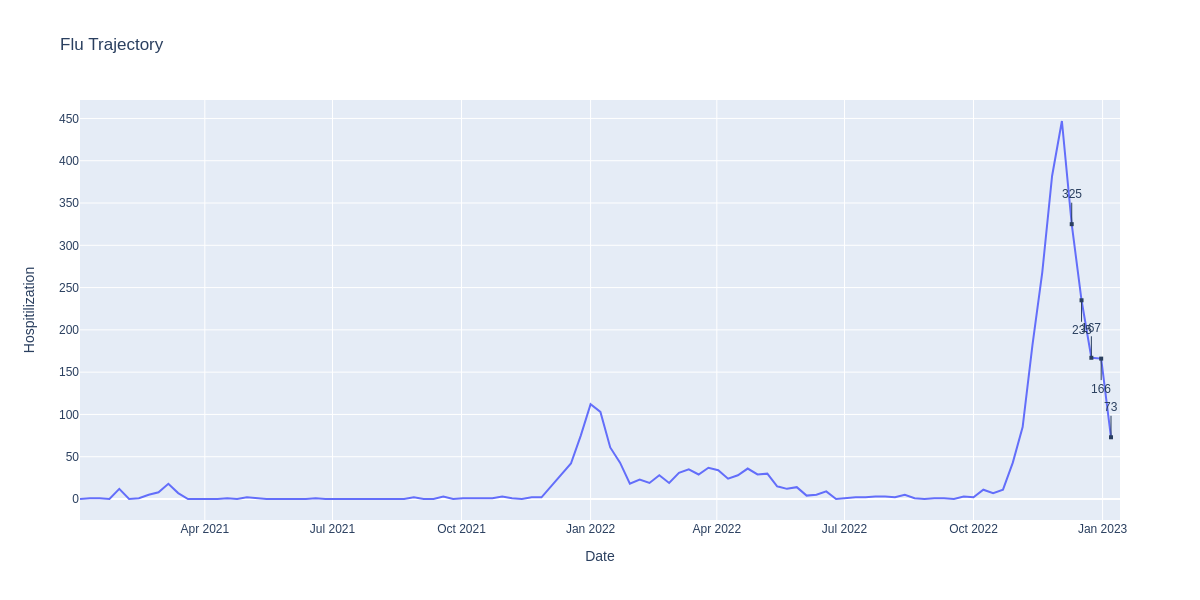 Flu Trajectory
Hospitilization
450
400
350
300
250
200
150
100
50
0
325
235
167
166
73
Apr 2021
Jul 2021
Oct 2021
Jan 2022
Apr 2022
Jul 2022
Oct 2022
Jan 2023
Date